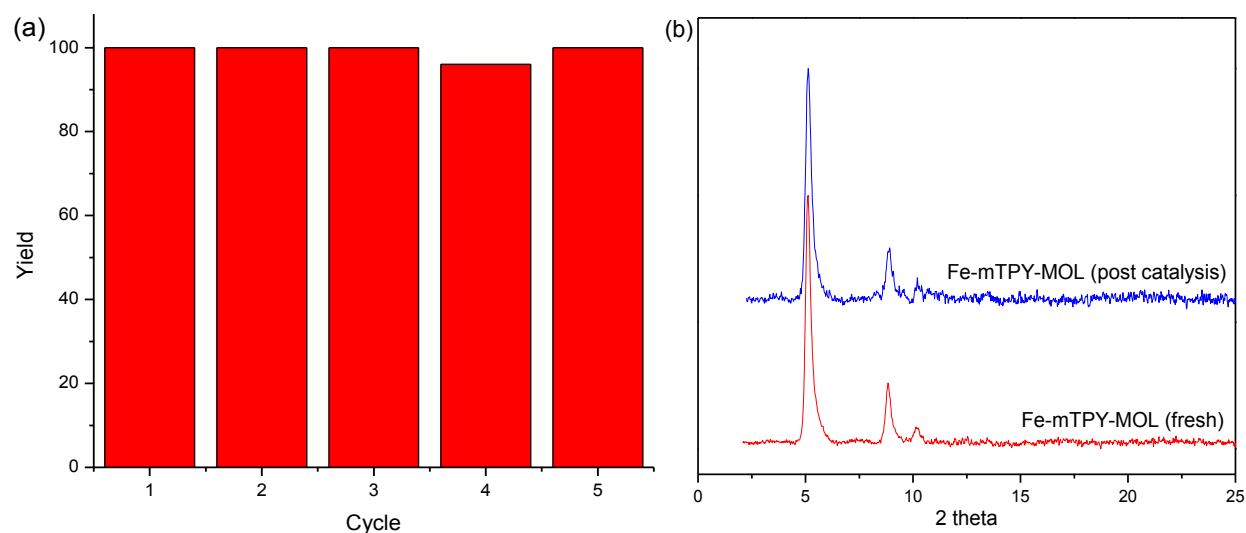 (a)
100
80
60
40
20
0
Yield
1 2 3 4 5
Cycle
(b)
Fe-mTPY-MOL (post catalysis)
Fe-mTPY-MOL (fresh)
0 5 10 15 20 25
2 theta